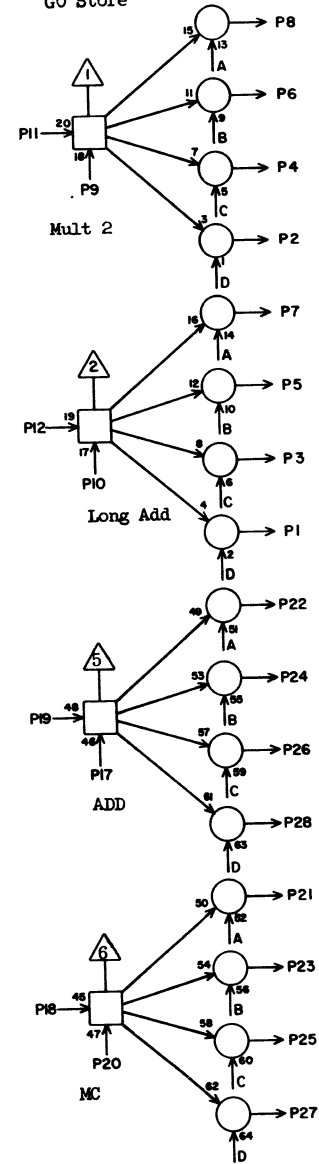 GO Store
15
P8
13
A
1
11
P6
20
9
P11
B
18
7
P4
P9
5
C
Mult 2
3
P2
1
D
16
P7
14
A
2
12
P5
19
10
P12
B
17
8
P3
P10
6
C
Long Add
4
P1
2
D
49
P22
51
A
5
53
P24
48
55
P19
B
46
57
P26
P17
59
C
ADD
61
P28
63
D
50
P21
52
A
6
54
P23
45
56
P18
B
47
58
P25
P20
60
C
MC
62
P27
64
D